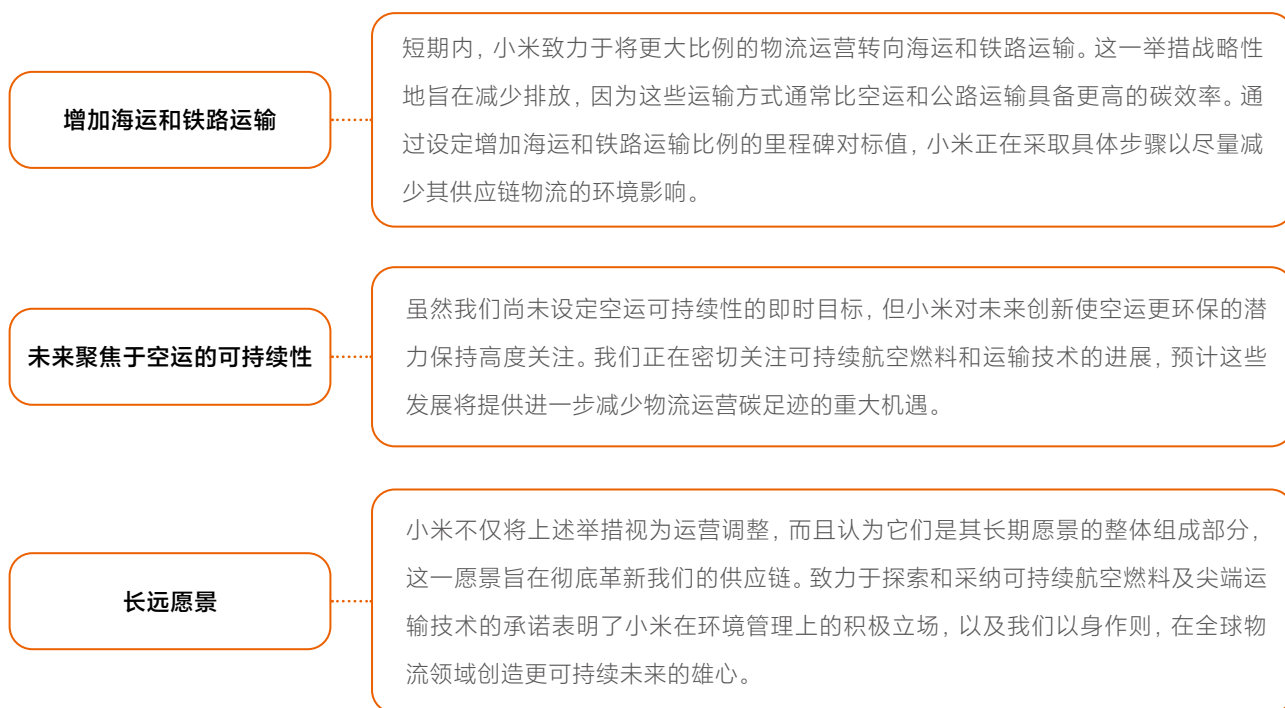 增加海运和铁路运输
短期内，小米致力于将更大比例的物流运营转向海运和铁路运输。这一举措战略性
地旨在减少排放，因为这些运输方式通常比空运和公路运输具备更高的碳效率。通
过设定增加海运和铁路运输比例的里程碑对标值，小米正在采取具体步骤以尽量减
少其供应链物流的环境影响。
未来聚焦于空运的可持续性
虽然我们尚未设定空运可持续性的即时目标，但小米对未来创新使空运更环保的潜
力保持高度关注。我们正在密切关注可持续航空燃料和运输技术的进展，预计这些
发展将提供进一步减少物流运营碳足迹的重大机遇。
长远愿景
小米不仅将上述举措视为运营调整，而且认为它们是其长期愿景的整体组成部分，
这一愿景旨在彻底革新我们的供应链。致力于探索和采纳可持续航空燃料及尖端运
输技术的承诺表明了小米在环境管理上的积极立场，以及我们以身作则，在全球物
流领域创造更可持续未来的雄心。